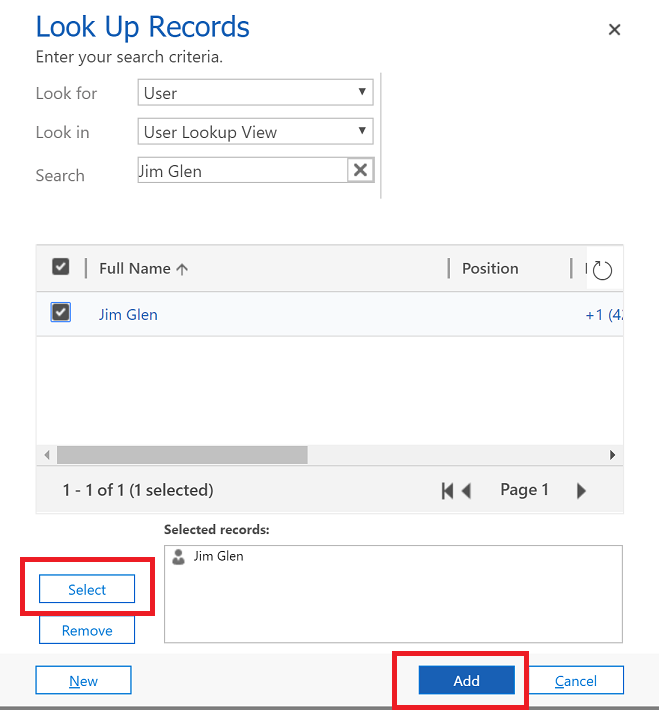 Look Up Records
Enter your search criteria.
Look for User
Look in User Lookup View
Search Jim Glen
Full Name Position
Jim Glen +1 (42
1 - 1 of 1 (1 selected) Page 1
Selected records:
Jim Glen
Select
Remove
New Add Cancel